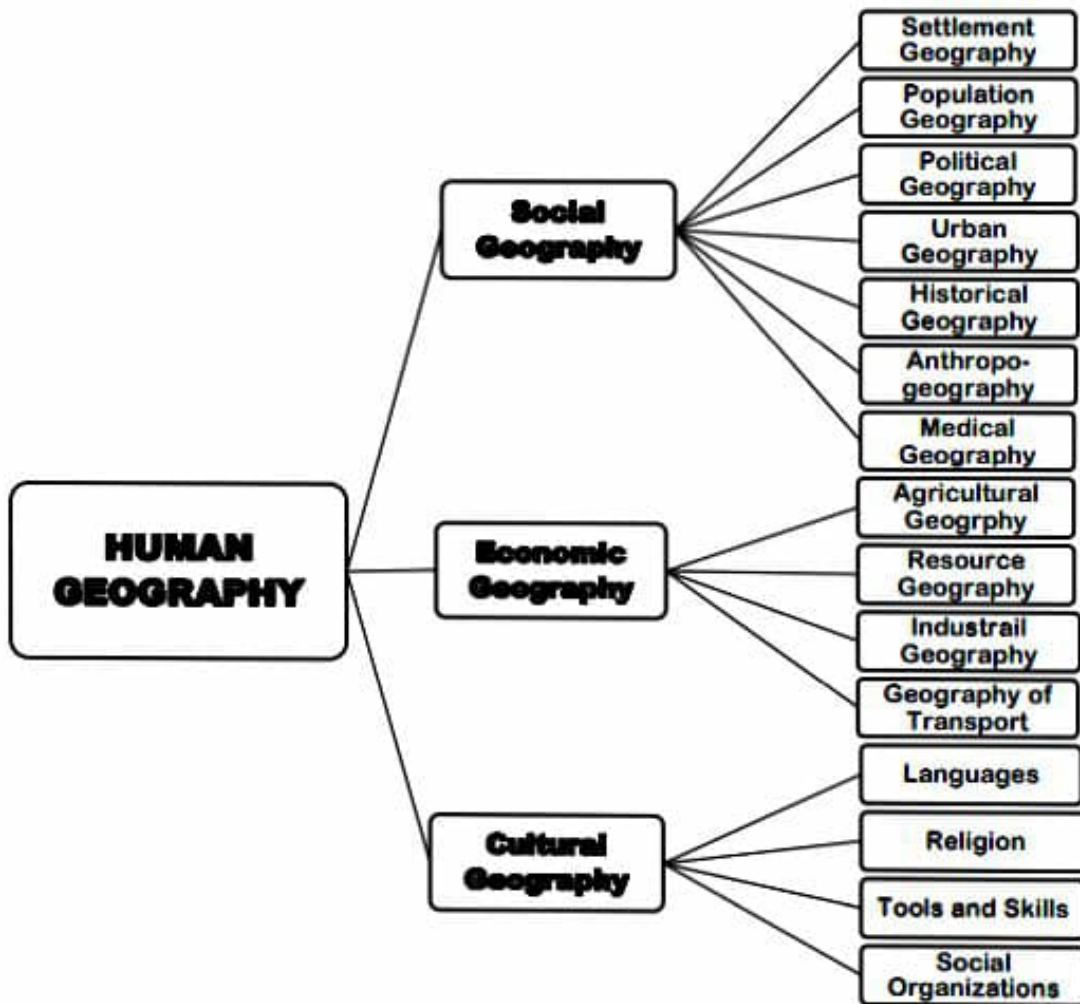 HUMAN
GEOGRAPHY
Social
Geography
Settlement
Geography
Population
Geography
Political
Geography
Urban
Geography
Historical
Geography
Anthropo-
geography
Medical
Geography
Economic
Geography
Agricultural
Geogrphy
Resource
Geography
Industrail
Geography
Geography of
Transport
Cultural
Geography
Languages
Religion
Tools and Skills
Social
Organizations